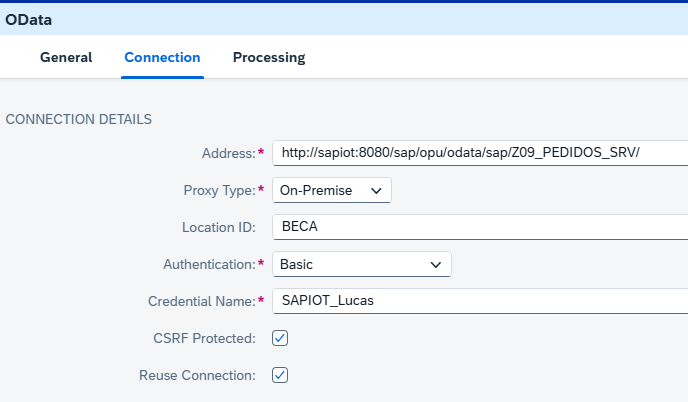 OData
General Connection Processing
CONNECTION DETAILS
Address:* http://sapiot:8080/sap/opu/odata/sap/Z09_PEDIDOS_SRV/
Proxy Type:* On-Premise
Location ID: BECA
Authentication:* Basic
Credential Name:* SAPIOT_Lucas
CSRF Protected:
Reuse Connection: